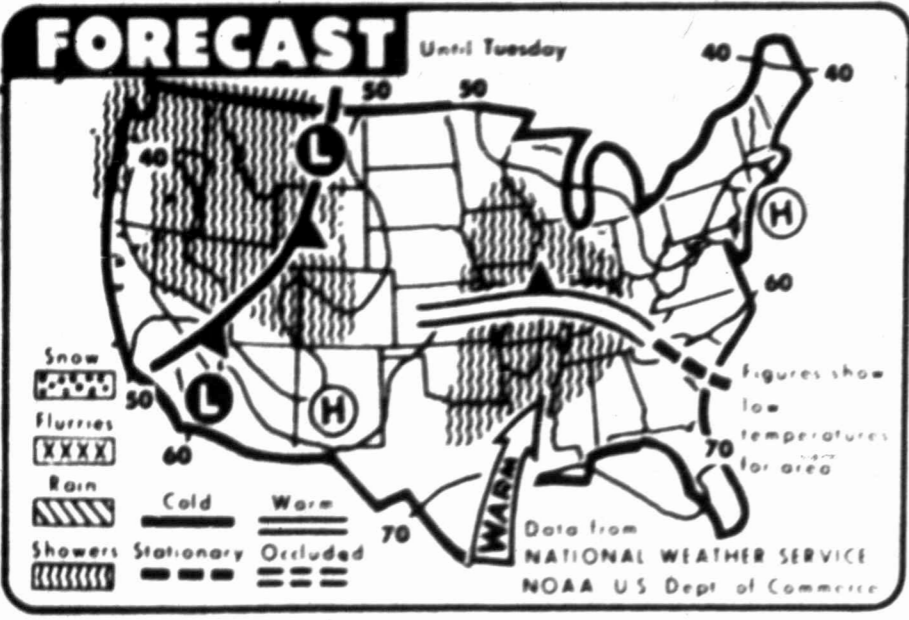 FORECAST
Until Tuesday
50
50
40
40
40
L
H
60
Snow
50
L
H
Figures show
low
temperatures
for area
Flurries
XXXX
60
70
Rain
Cold
Warm
70
WARM
Data from
Showers
Stationary
Occluded
NATIONAL WEATHER SERVICE
NOAA U S Dept of Commerce